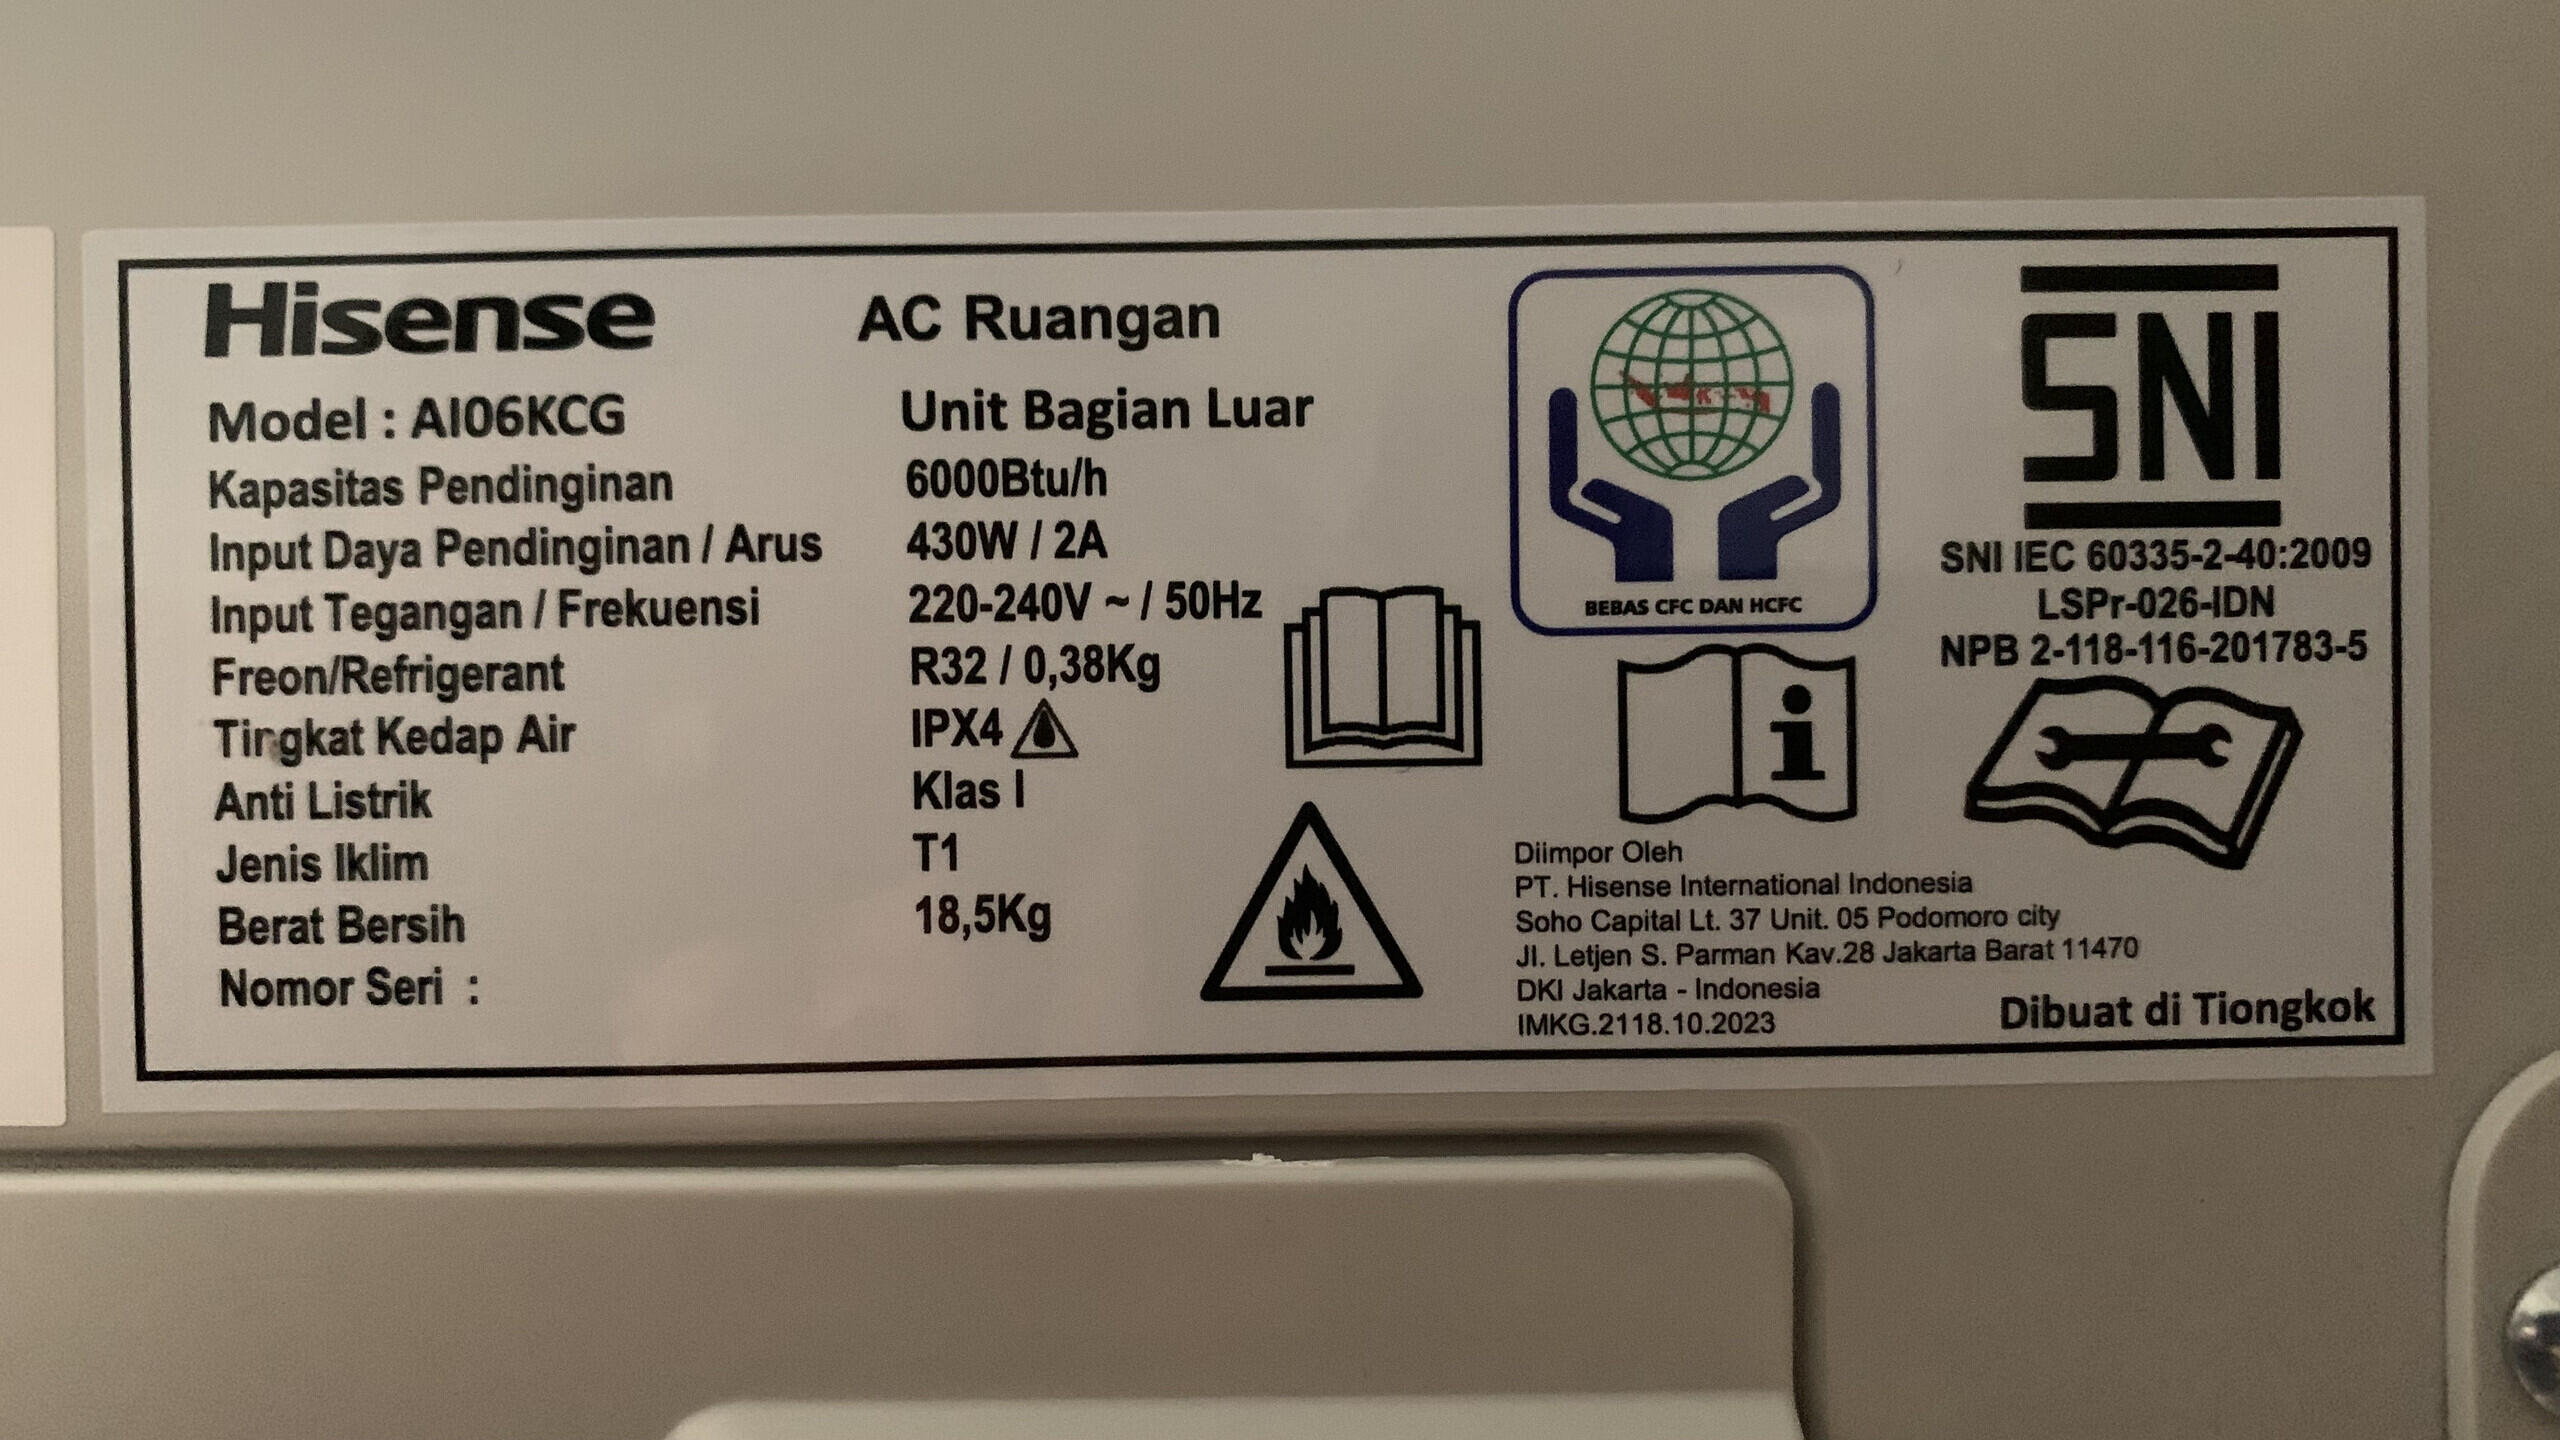 Hisense AC Ruangan
Model : AI06KCG Unit Bagian Luar
Kapasitas Pendinginan 6000Btu/h
Input Daya Pendinginan / Arus 430W / 2A
Input Tegangan / Frekuensi 220-240V ~ / 50Hz
Freon/Refrigerant R32 / 0,38Kg
Tingkat Kedap Air IPX4
Anti Listrik Klas I
Jenis Iklim T1
Berat Bersih 18,5Kg
Nomor Seri :
BEBAS CFC DAN HCFC
SNI
SNI IEC 60335-2-40:2009
LSPr-026-IDN
NPB 2-118-116-201783-5
i
Diimpor Oleh
PT. Hisense International Indonesia
Soho Capital Lt. 37 Unit. 05 Podomoro city
Jl. Letjen S. Parman Kav.28 Jakarta Barat 11470
DKI Jakarta - Indonesia
IMKG.2118.10.2023
Dibuat di Tiongkok